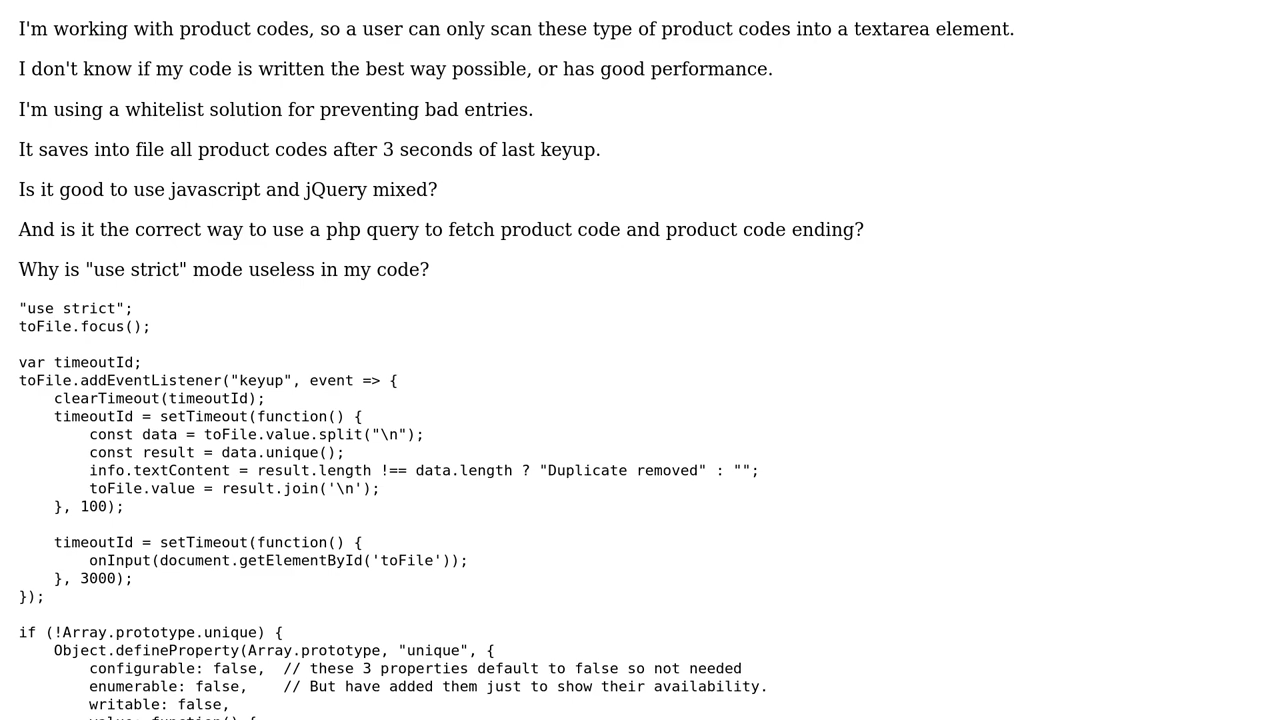 I'm working with product codes, so a user can only scan these type of product codes into a textarea element.
I don't know if my code is written the best way possible, or has good performance.
I'm using a whitelist solution for preventing bad entries.
It saves into file all product codes after 3 seconds of last keyup.
Is it good to use javascript and jQuery mixed?
And is it the correct way to use a php query to fetch product code and product code ending?
Why is "use strict" mode useless in my code?
"use strict";
toFile.focus();
var timeoutId;
toFile.addEventListener("keyup", event => {
    clearTimeout(timeoutId);
    timeoutId = setTimeout(function() {
        const data = toFile.value.split("\n");
        const result = data.unique();
        info.textContent = result.length !== data.length ? "Duplicate removed" : "";
        toFile.value = result.join('\n');
    }, 100);
    timeoutId = setTimeout(function() {
        onInput(document.getElementById('toFile'));
    }, 3000);
});
if (!Array.prototype.unique) {
    Object.defineProperty(Array.prototype, "unique", {
        configurable: false,  // these 3 properties default to false so not needed
        enumerable: false,    // But have added them just to show their availability.
        writable: false,
        value: function() {